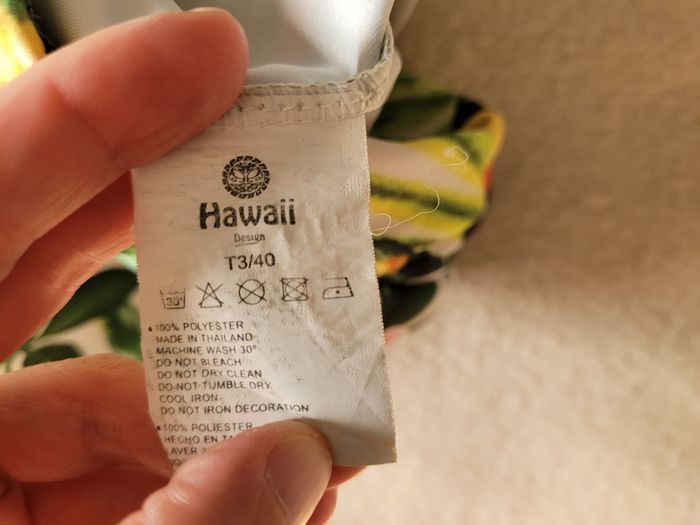 Hawaii
Design
T3/40
30°
• 100% POLYESTER
MADE IN THAILAND
MACHINE WASH 30°
DO NOT BLEACH
DO NOT DRY CLEAN
DO NOT TUMBLE DRY
COOL IRON
DO NOT IRON DECORATION
• 100% POLIESTER
HECHO EN